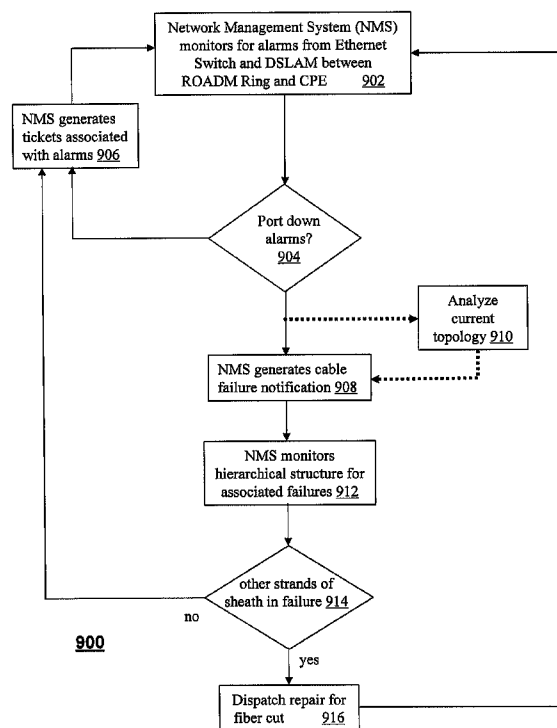 Network Management System (NMS)
monitors for alarms from Ethernet
Switch and DSLAM between
ROADM Ring and CPE 902
NMS generates
tickets associated
with alarms 906
Port down
alarms?
904
Analyze
current
topology 910
NMS generates cable
failure notification 908
NMS monitors
hierarchical structure for
associated failures 912
other strands of
sheath in failure 914
no
900
yes
Dispatch repair for
fiber cut 916